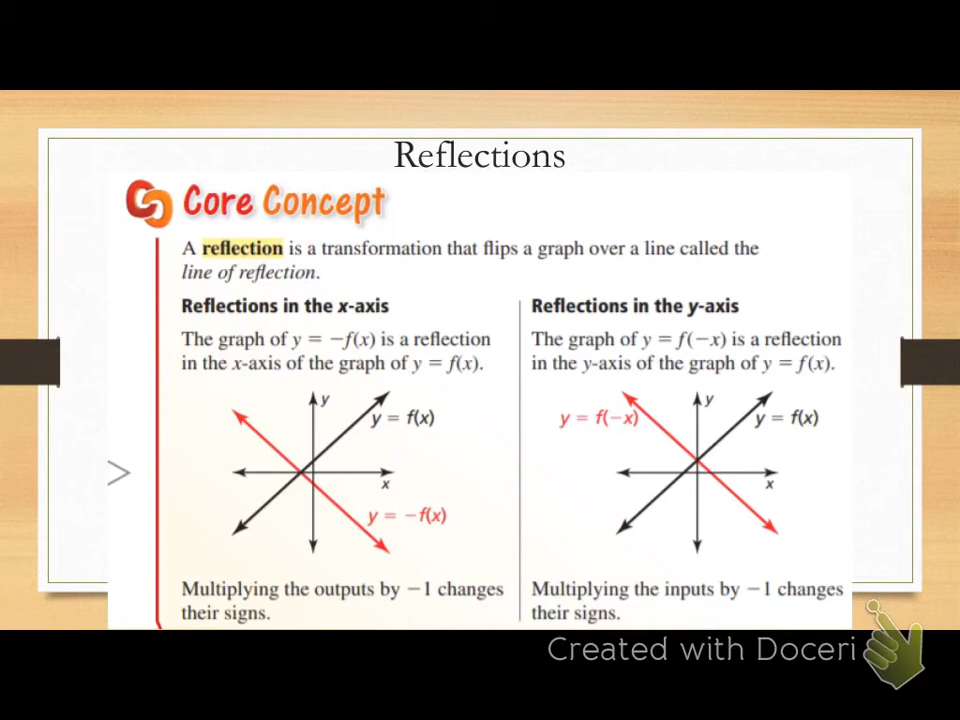 Reflections
Core Concept
A reflection is a transformation that flips a graph over a line called the
line of reflection.
Reflections in the x-axis
The graph of y = −f(x) is a reflection
in the x-axis of the graph of y = f(x).
y
y = f(x)
x
y = −f(x)
Multiplying the outputs by −1 changes
their signs.
Reflections in the y-axis
The graph of y = f(−x) is a reflection
in the y-axis of the graph of y = f(x).
y = f(−x)
y
y = f(x)
x
Multiplying the inputs by −1 changes
their signs.
Created with Doceri